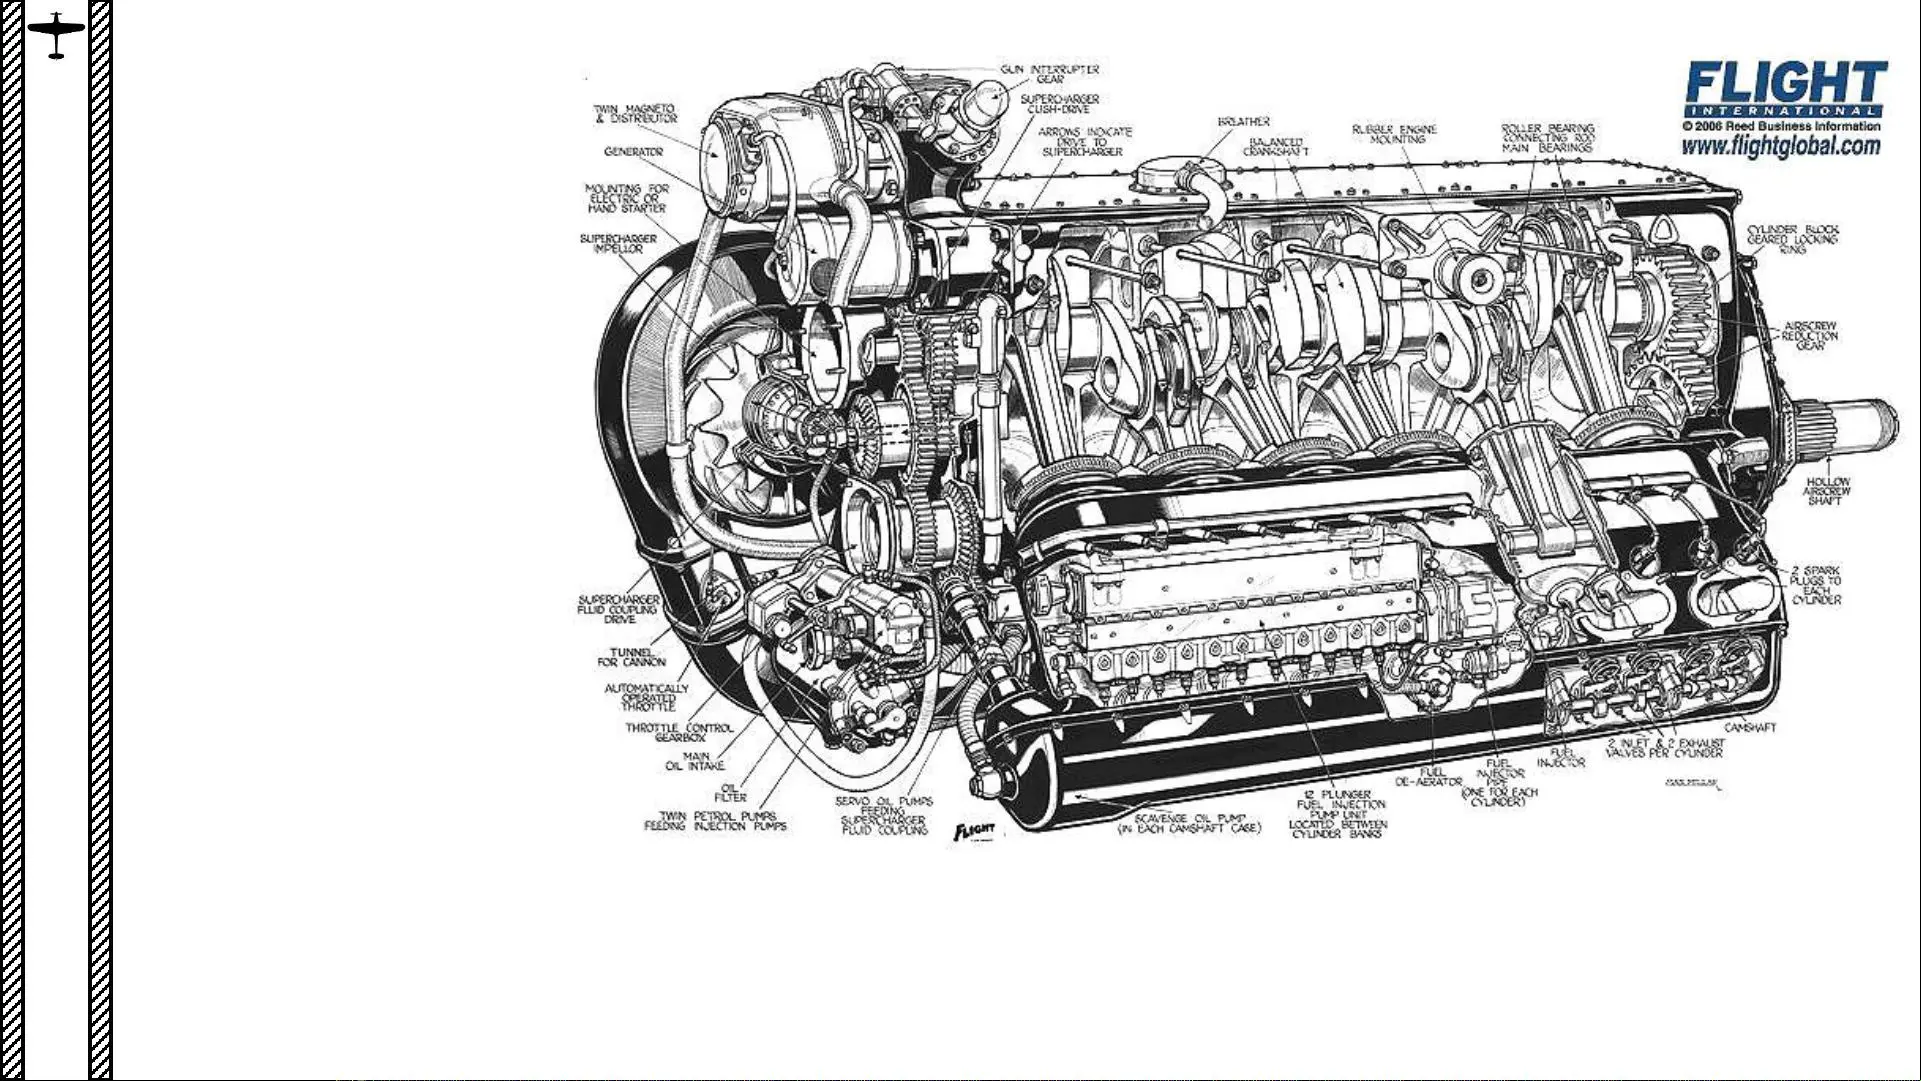 GUN INTERRUPTER
GEAR
SUPERCHARGER
CUSH-DRIVE
ARROWS INDICATE
DRIVE TO
SUPERCHARGER
BREATHER
BALANCED
CRANKSHAFT
RUBBER ENGINE
MOUNTING
ROLLER BEARING
CONNECTING ROD
MAIN BEARINGS
FLIGHT
INTERNATIONAL
© 2006 Reed Business Information
www.flightglobal.com
TWIN MAGNETO
& DISTRIBUTOR
GENERATOR
MOUNTING FOR
ELECTRIC OR
HAND STARTER
SUPERCHARGER
IMPELLOR
CYLINDER BLOCK
GEARED LOCKING
RING
AIRSCREW
REDUCTION
GEAR
HOLLOW
AIRSCREW
SHAFT
2 SPARK
PLUGS TO
EACH
CYLINDER
SUPERCHARGER
FLUID COUPLING
DRIVE
TUNNEL
FOR CANNON
AUTOMATICALLY
OPERATED
THROTTLE
THROTTLE CONTROL
GEARBOX
MAIN
OIL INTAKE
OIL
FILTER
TWIN PETROL PUMPS
FEEDING INJECTION PUMPS
SERVO OIL PUMPS
FEEDING
SUPERCHARGER
FLUID COUPLING
FLIGHT
SCAVENGE OIL PUMP
(IN EACH CAMSHAFT CASE)
12 PLUNGER
FUEL INJECTION
PUMP UNIT
LOCATED BETWEEN
CYLINDER BANKS
FUEL
DE-AERATOR
FUEL
INJECTOR
PIPE
(ONE FOR EACH
CYLINDER)
FUEL
INJECTOR
2 INLET & 2 EXHAUST
VALVES PER CYLINDER
CAMSHAFT